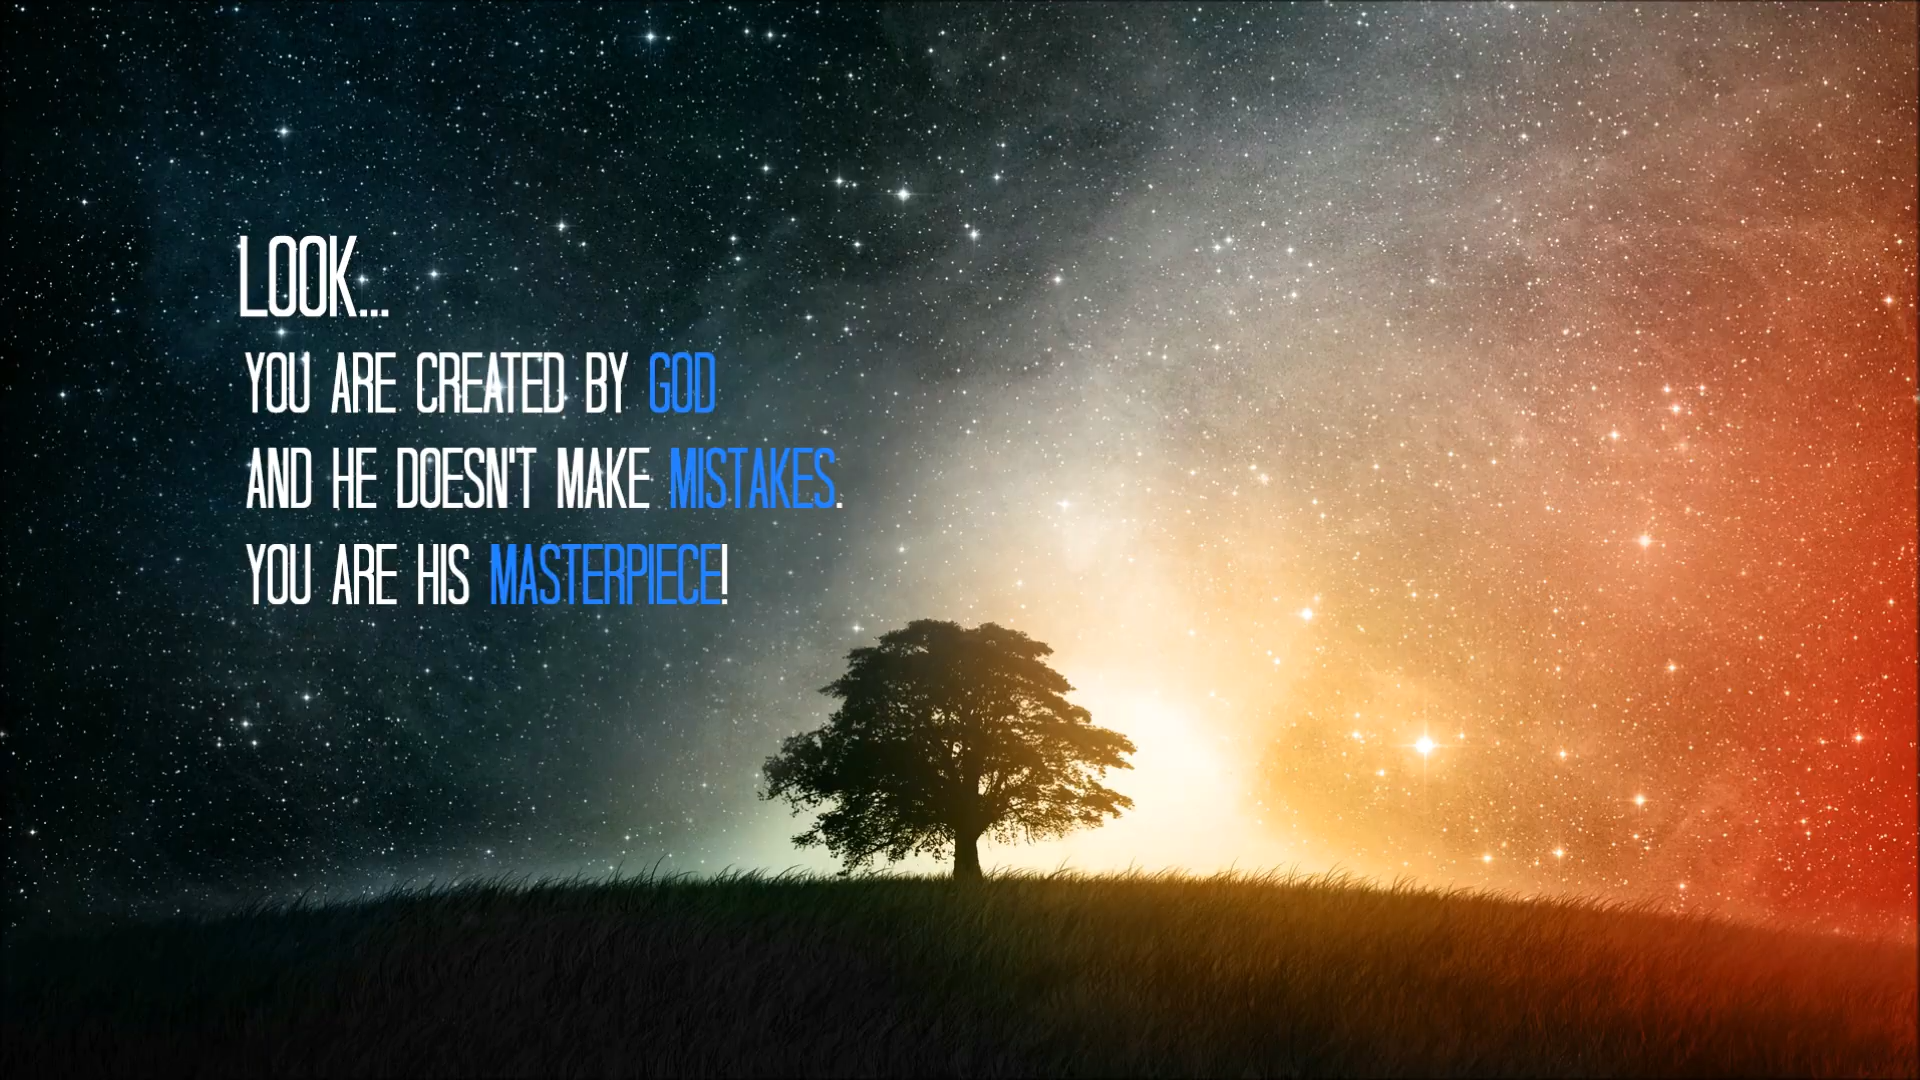 LOOK...
YOU ARE CREATED BY GOD
AND HE DOESN'T MAKE MISTAKES.
YOU ARE HIS MASTERPIECE!